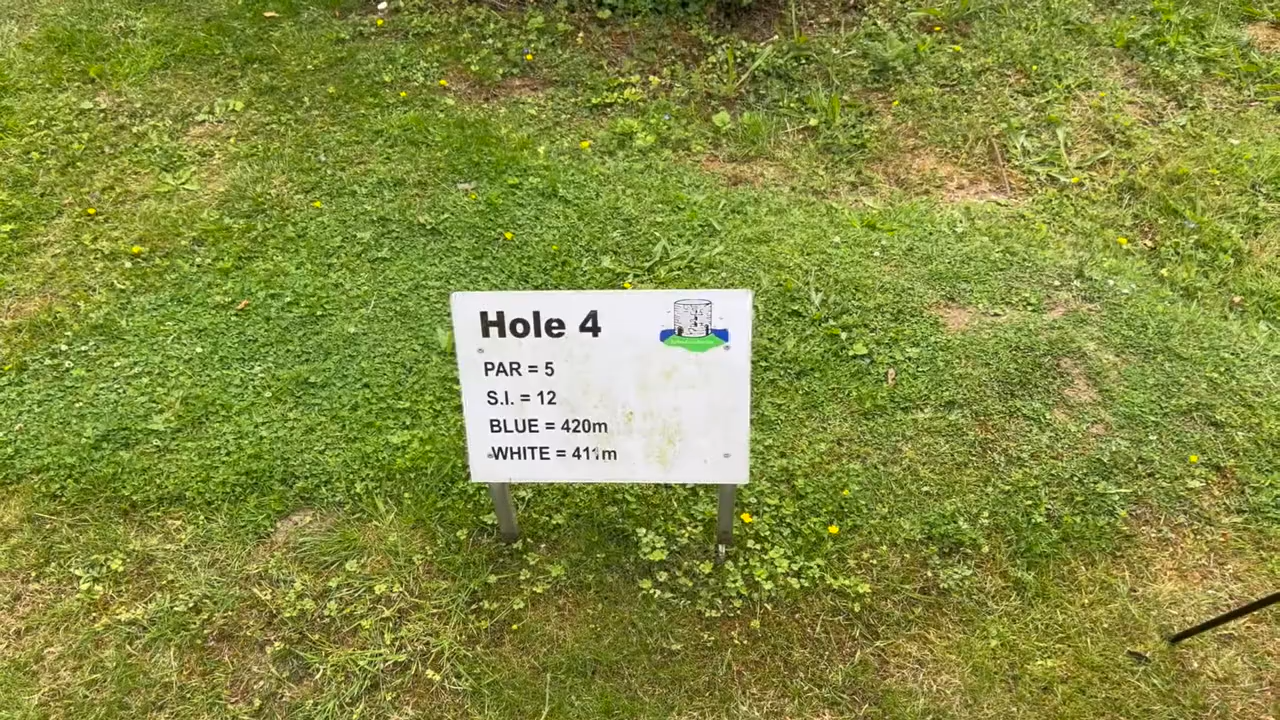 Hole 4
PAR = 5
S.I. = 12
BLUE = 420m
WHITE = 411m